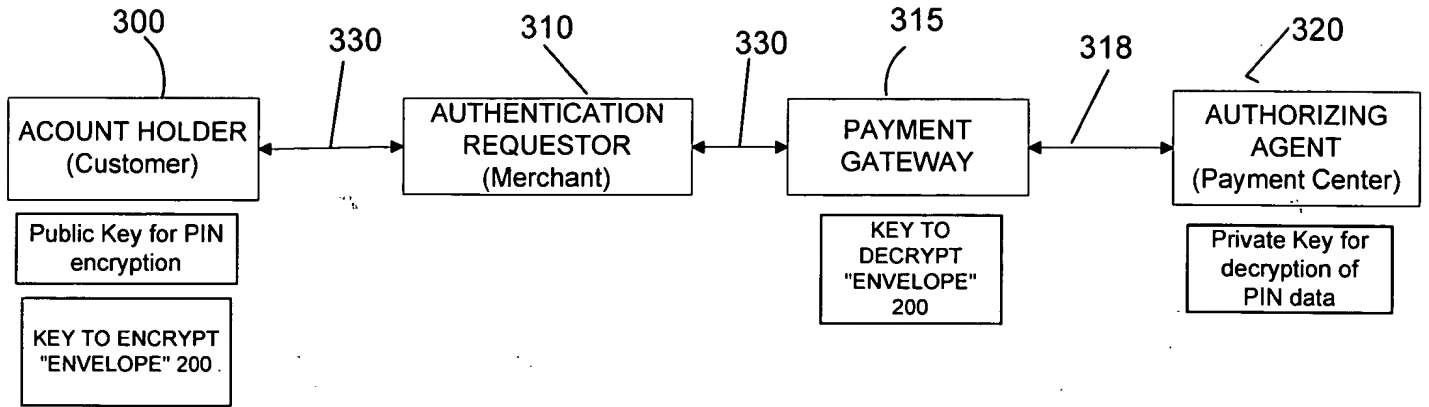 300
330
310
330
315
318
320
ACOUNT HOLDER
(Customer)
AUTHENTICATION
REQUESTOR
(Merchant)
PAYMENT
GATEWAY
AUTHORIZING
AGENT
(Payment Center)
Public Key for PIN
encryption
KEY TO ENCRYPT
"ENVELOPE" 200
KEY TO
DECRYPT
"ENVELOPE"
200
Private Key for
decryption of
PIN data